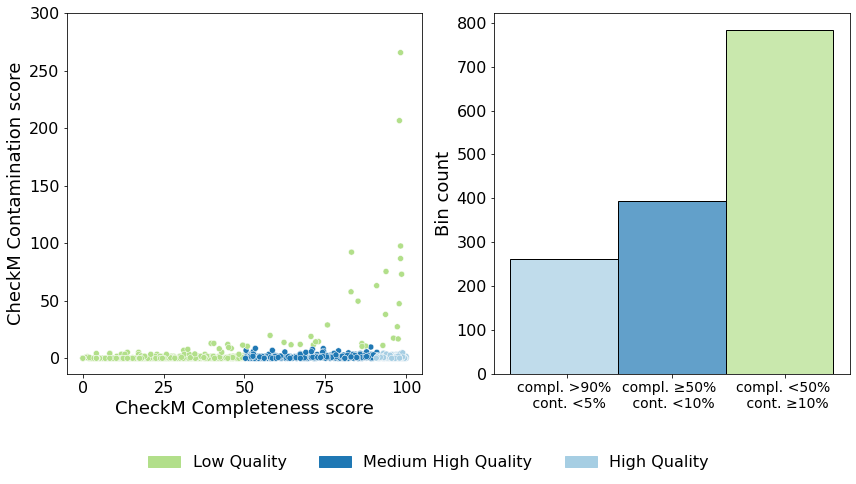 CheckM Contamination score
300
250
200
150
100
50
0
0 25 50 75 100
CheckM Completeness score
Bin count
800
700
600
500
400
300
200
100
0
compl. >90% compl. ≥50% compl. <50%
cont. <5% cont. <10% cont. ≥10%
Low Quality Medium High Quality High Quality